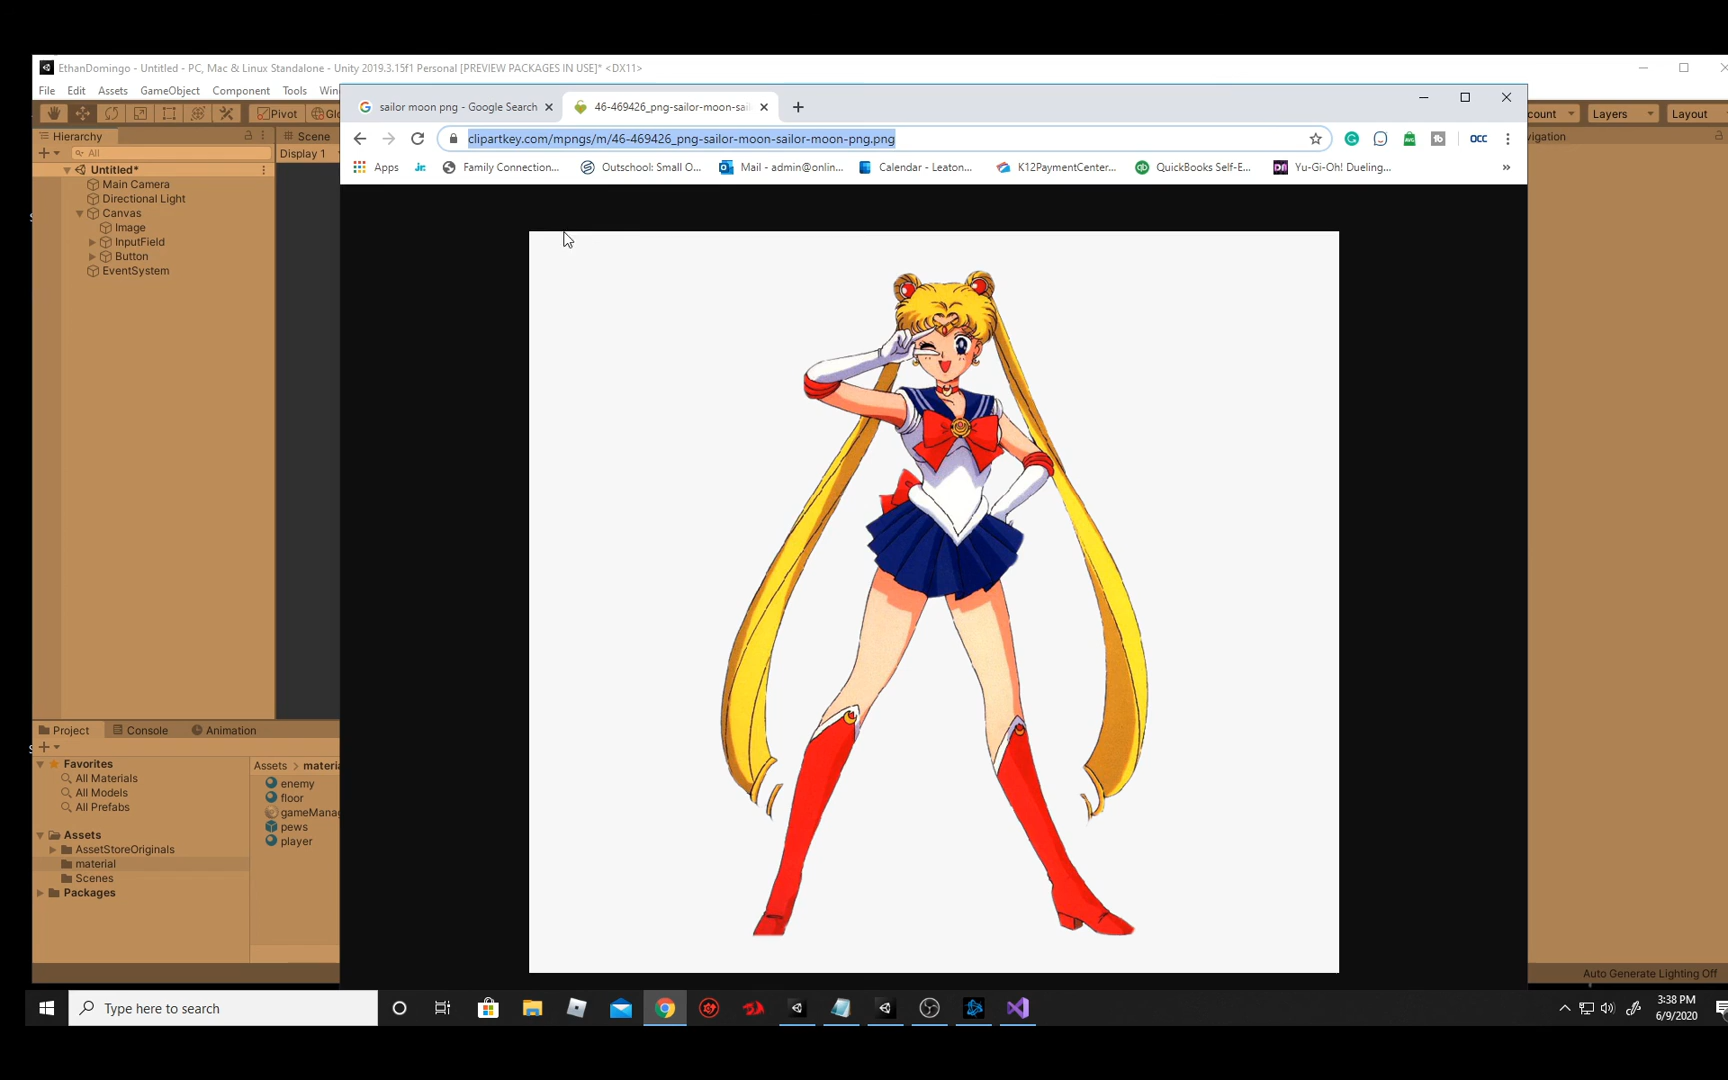 EthanDomingo - Untitled - PC, Mac & Linux Standalone - Unity 2019.3.15f1 Personal [PREVIEW PACKAGES IN USE]* <DX11>
File Edit Assets GameObject Component Tools
Pivot
Hierarchy
Scene
All
Display 1
Untitled*
Main Camera
Directional Light
Canvas
Image
InputField
Button
EventSystem
sailor moon png - Google Search
46-469426_png-sailor-moon-sai
clipartkey.com/mpngs/m/46-469426_png-sailor-moon-sailor-moon-png.png
OCC
Apps
Jr.
Family Connection...
Outschool: Small O...
Mail - admin@onlin...
Calendar - Leaton...
K12PaymentCenter...
QuickBooks Self-E...
Yu-Gi-Oh! Dueling...
»
Layers
Layout
Project
Console
Animation
Favorites
All Materials
All Models
All Prefabs
Assets
AssetStoreOriginals
material
Scenes
Packages
Assets >
enemy
floor
pews
player
Auto Generate Lighting Off
Type here to search
3:38 PM
6/9/2020